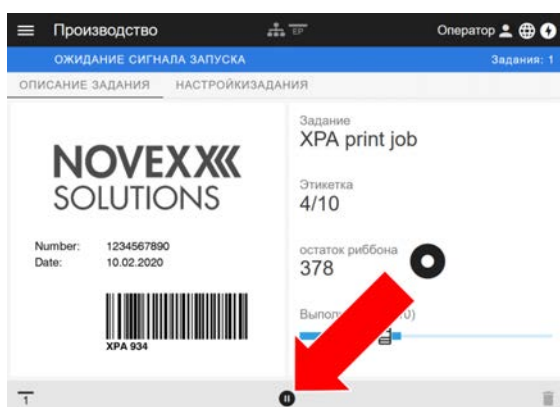 Производство
EP
Оператор
ОЖИДАНИЕ СИГНАЛА ЗАПУСКА
Задания: 1
ОПИСАНИЕ ЗАДАНИЯ
НАСТРОЙКИЗАДАНИЯ
NOVEXX
SOLUTIONS
Number: 1234567890
Date: 10.02.2020
XPA 934
Задание
XPA print job
Этикетка
4/10
остаток риббона
378
1